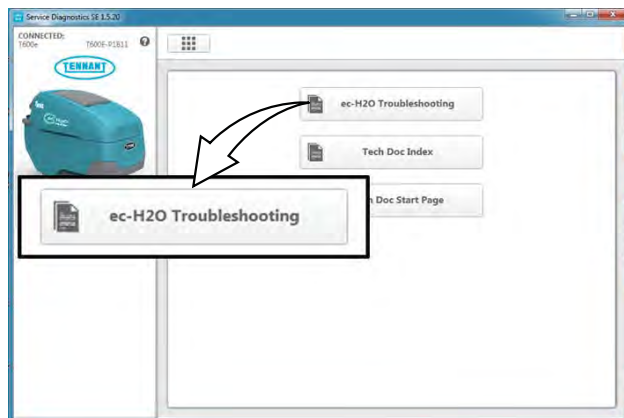 Service Diagnostics SE 1.5.20
CONNECTED:
T600e T600E-P1B11
TENNANT
ec-H2O Troubleshooting
Tech Doc Index
Doc Start Page
ec-H2O Troubleshooting